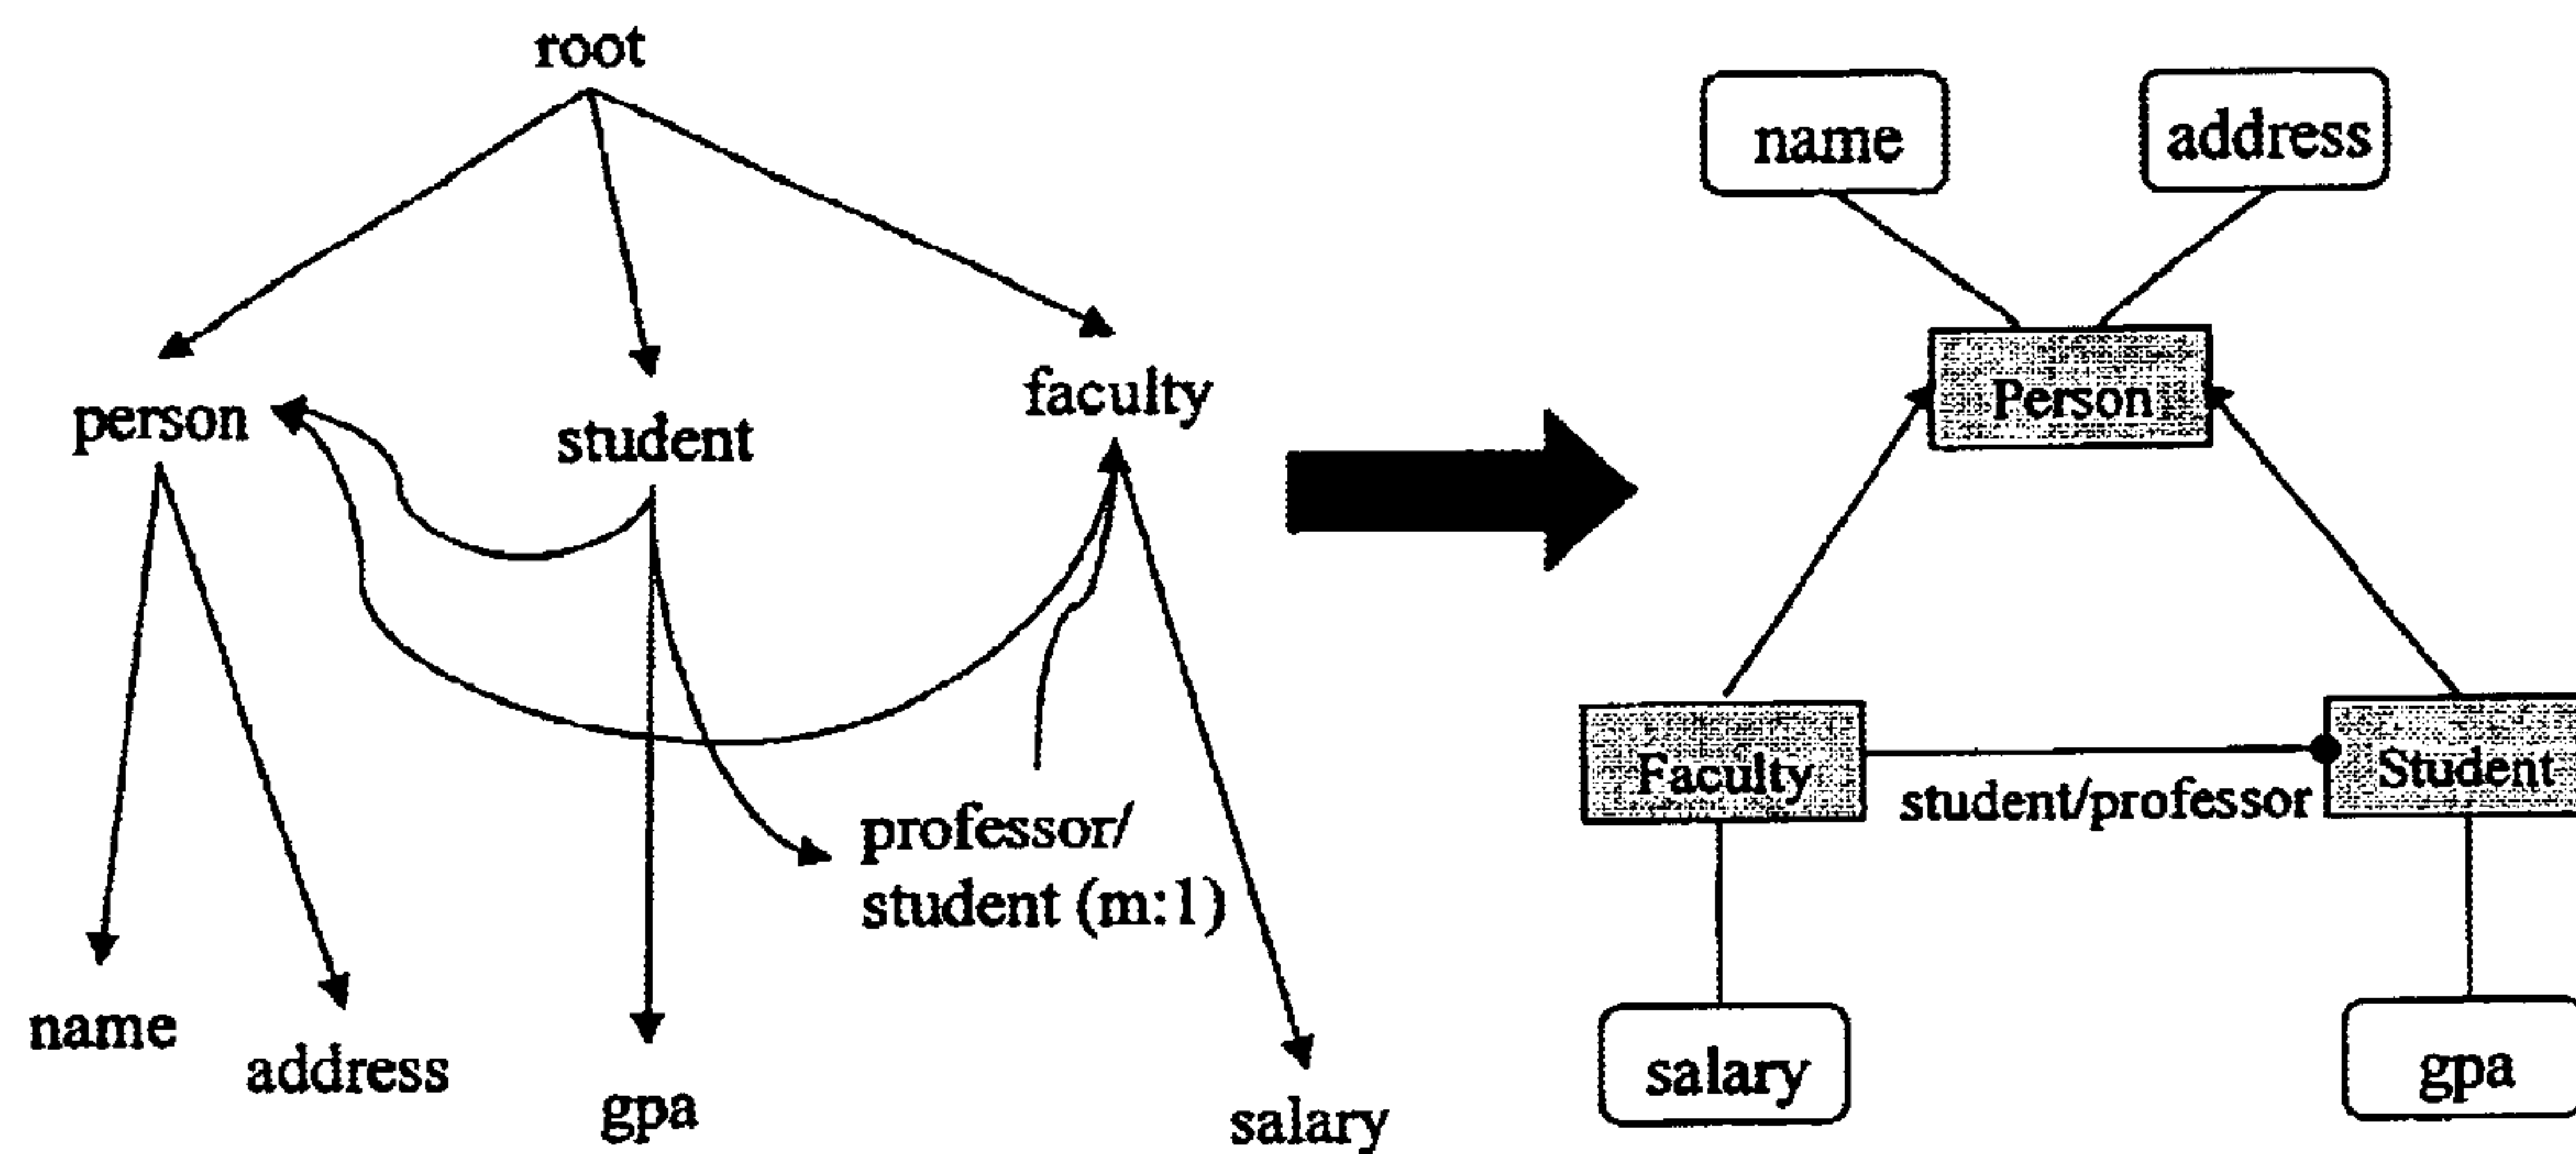 root
person
student
faculty
professor/
student (m:1)
name
address
gpa
salary
name
address
Person
Faculty
student/professor
Student
salary
gpa